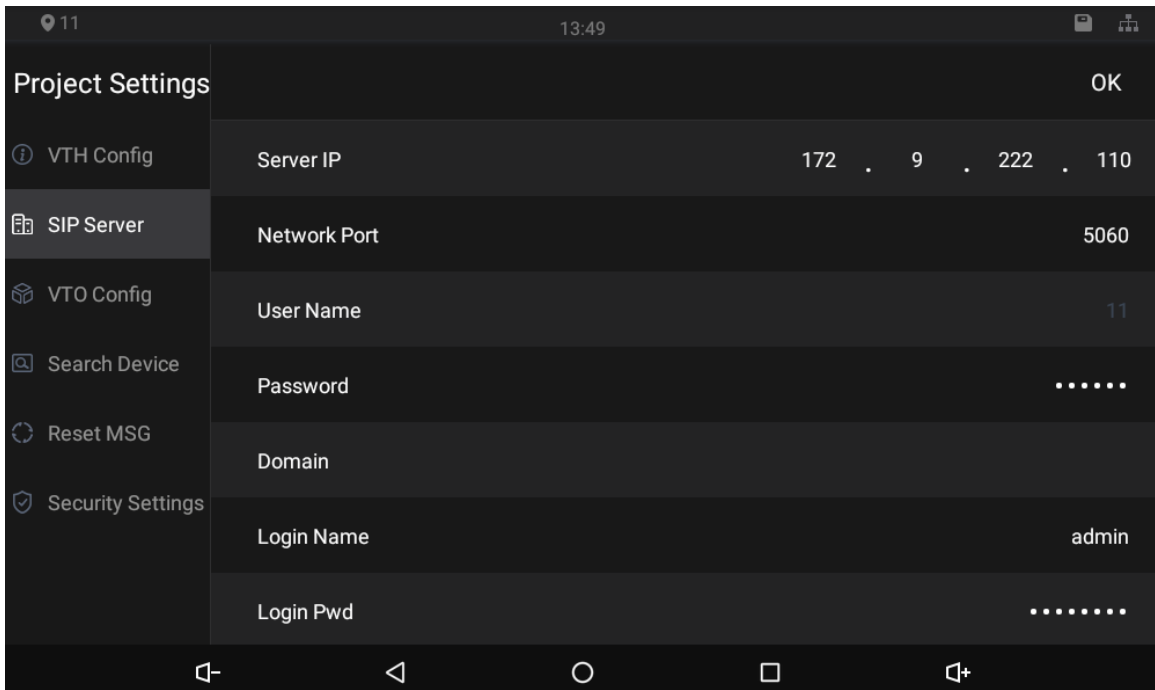 11 13:49
Project Settings OK
VTH Config
Server IP 172 . 9 . 222 . 110
SIP Server
Network Port 5060
VTO Config
User Name 11
Search Device
Password ••••••
Reset MSG
Domain
Security Settings
Login Name admin
Login Pwd ••••••••